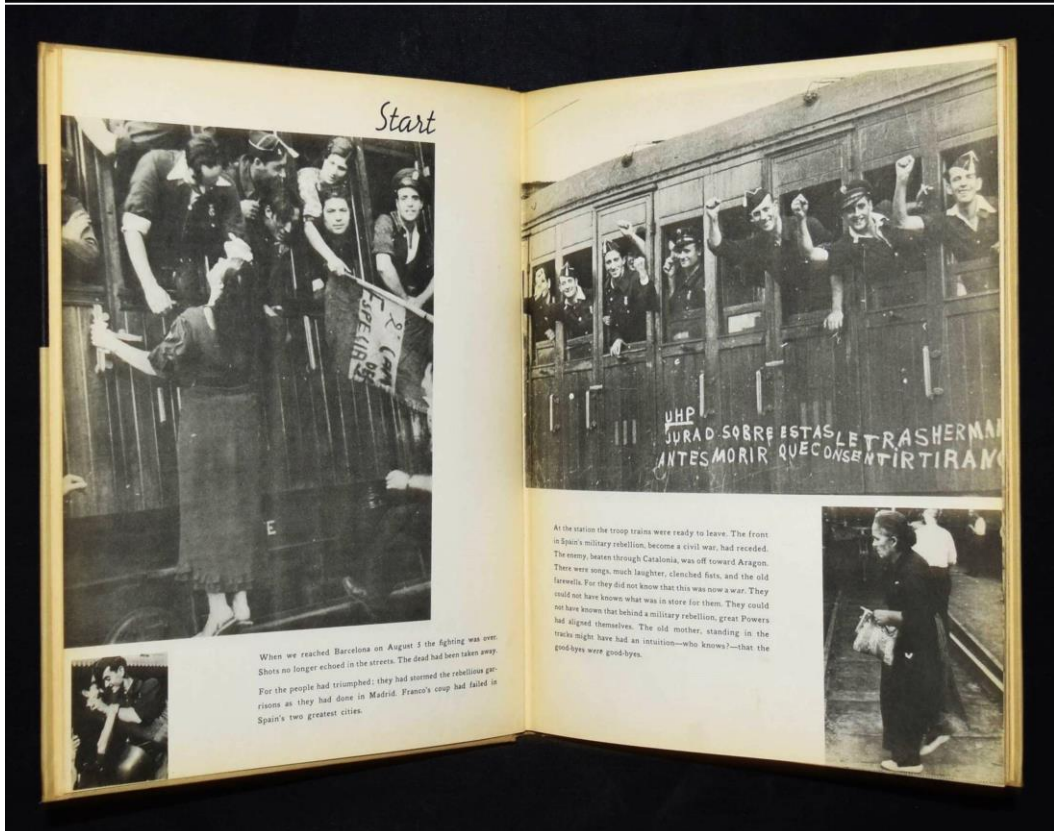 Start
ESPECIA
When we reached Barcelona on August 5 the fighting was over.
Shots no longer echoed in the streets. The dead had been taken away.
For the people had triumphed; they had stormed the rebellious gar-
risons as they had done in Madrid. Franco's coup had failed in
Spain's two greatest cities.
UHP
JURAD SOBRE ESTAS LETRAS HERMAN
ANTES MORIR QUE CONSENTIR TIRANO
At the station the troop trains were ready to leave. The front
in Spain's military rebellion, become a civil war, had receded.
The enemy, beaten through Catalonia, was off toward Aragon.
There were songs, much laughter, clenched fists, and the old
farewells. For they did not know that this was now a war. They
could not have known what was in store for them. They could
not have known that behind a military rebellion, great Powers
had aligned themselves. The old mother, standing in the
tracks might have had an intuition—who knows?—that the
good-byes were good-byes.